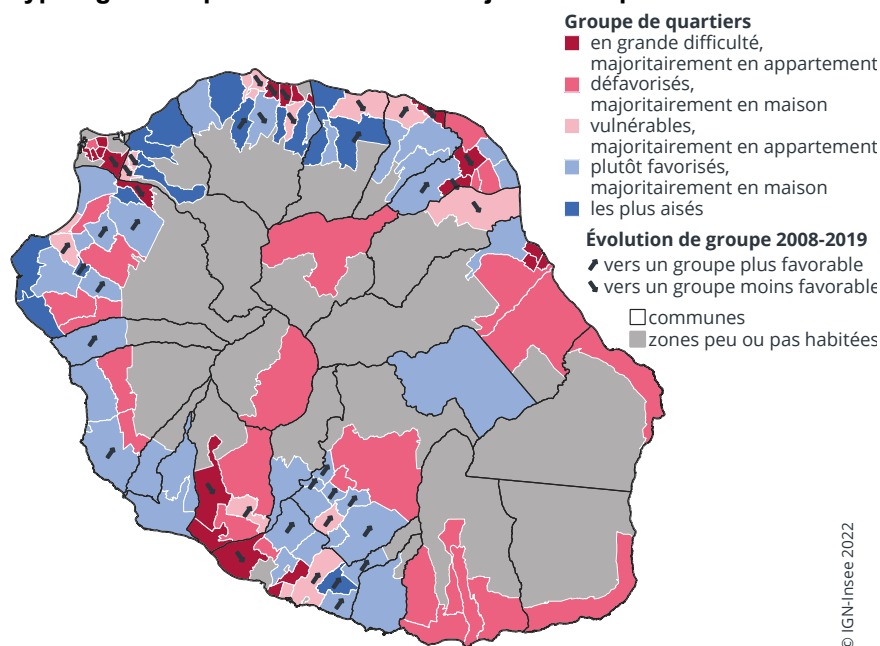 Groupe de quartiers
en grande difficulté,
majoritairement en appartement
défavorisés,
majoritairement en maison
vulnérables,
majoritairement en appartement
plutôt favorisés,
majoritairement en maison
les plus aisés
Évolution de groupe 2008-2019
vers un groupe plus favorable
vers un groupe moins favorable
communes
zones peu ou pas habitées
© IGN-Insee 2022